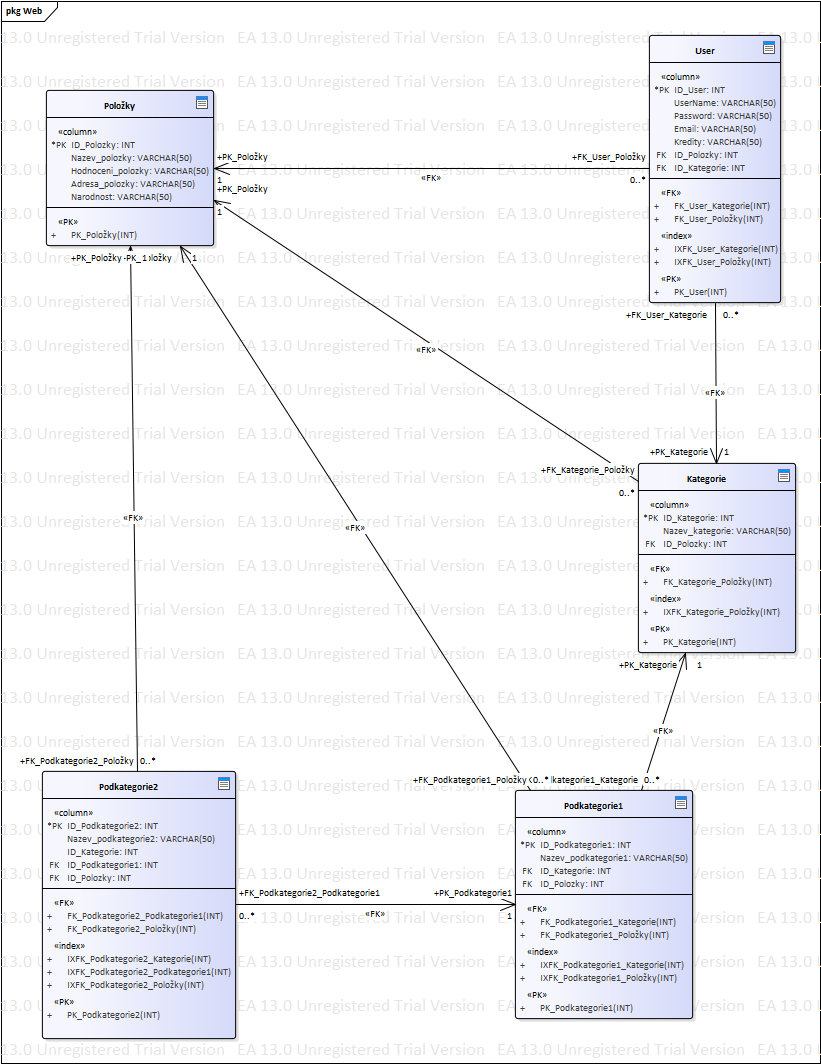 pkg Web
User
«column»
*PK ID_User: INT
UserName: VARCHAR(50)
Password: VARCHAR(50)
Email: VARCHAR(50)
Kredity: VARCHAR(50)
FK ID_Polozky: INT
FK ID_Kategorie: INT
«FK»
+ FK_User_Kategorie(INT)
+ FK_User_Položky(INT)
«index»
+ IXFK_User_Kategorie(INT)
+ IXFK_User_Položky(INT)
«PK»
+ PK_User(INT)
Položky
«column»
*PK ID_Polozky: INT
Nazev_polozky: VARCHAR(50)
Hodnoceni_polozky: VARCHAR(50)
Adresa_polozky: VARCHAR(50)
Narodnost: VARCHAR(50)
«PK»
+ PK_Položky(INT)
+PK_Položky
1
+FK_User_Položky
0..*
«FK»
+PK_Položky
1
+PK_Položky
1
1
+FK_User_Kategorie
0..*
«FK»
«FK»
+PK_Kategorie
1
+FK_Kategorie_Položky
0..*
Kategorie
«column»
*PK ID_Kategorie: INT
Nazev_kategorie: VARCHAR(50)
FK ID_Polozky: INT
«FK»
+ FK_Kategorie_Položky(INT)
«index»
+ IXFK_Kategorie_Položky(INT)
«PK»
+ PK_Kategorie(INT)
«FK»
«FK»
+PK_Kategorie
1
«FK»
+FK_Podkategorie2_Položky
0..*
+FK_Podkategorie1_Položky
0..*
kategorie1_Kategorie
0..*
Podkategorie2
«column»
*PK ID_Podkategorie2: INT
Nazev_podkategorie2: VARCHAR(50)
ID_Kategorie: INT
FK ID_Podkategorie1: INT
FK ID_Polozky: INT
«FK»
+ FK_Podkategorie2_Podkategorie1(INT)
+ FK_Podkategorie2_Položky(INT)
«index»
+ IXFK_Podkategorie2_Kategorie(INT)
+ IXFK_Podkategorie2_Podkategorie1(INT)
+ IXFK_Podkategorie2_Položky(INT)
«PK»
+ PK_Podkategorie2(INT)
+FK_Podkategorie2_Podkategorie1
0..*
«FK»
+PK_Podkategorie1
1
Podkategorie1
«column»
*PK ID_Podkategorie1: INT
Nazev_podkategorie1: VARCHAR(50)
FK ID_Kategorie: INT
FK ID_Polozky: INT
«FK»
+ FK_Podkategorie1_Kategorie(INT)
+ FK_Podkategorie1_Položky(INT)
«index»
+ IXFK_Podkategorie1_Kategorie(INT)
+ IXFK_Podkategorie1_Položky(INT)
«PK»
+ PK_Podkategorie1(INT)
EA 13.0 Unregistered Trial Version